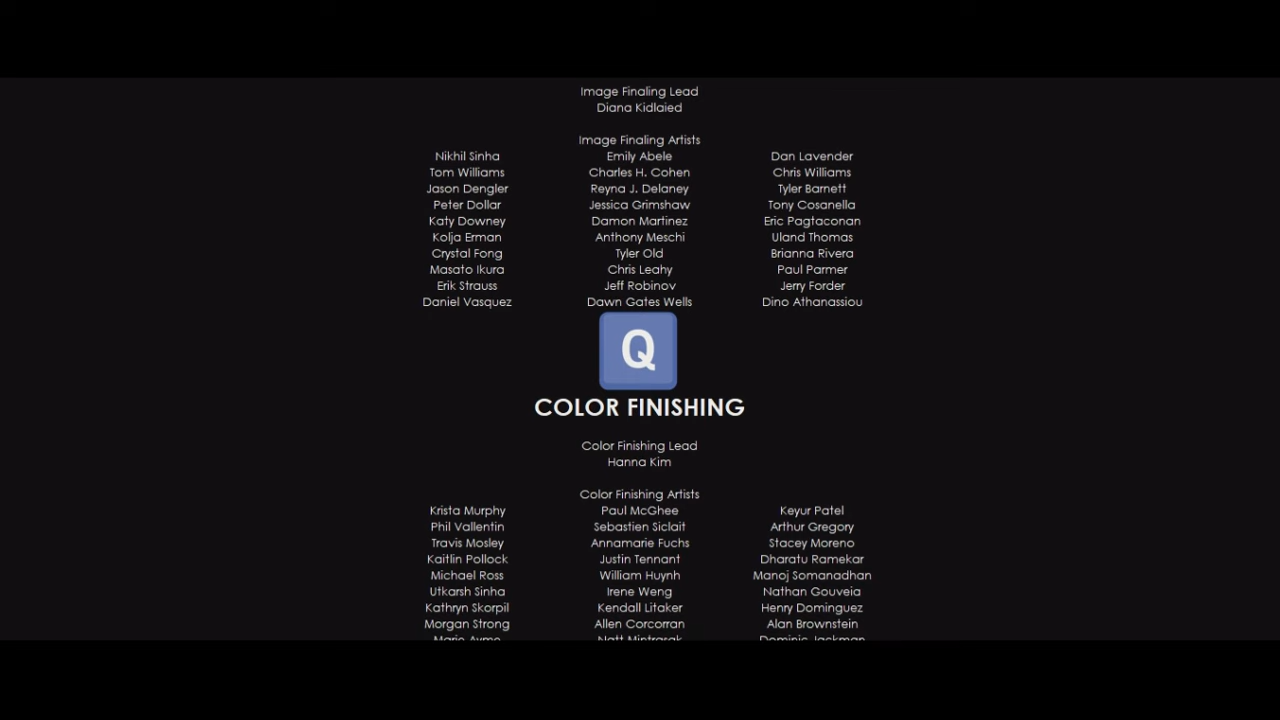 Image Finaling Lead
Diana Kidlaied
Image Finaling Artists
Nikhil Sinha Emily Abele Dan Lavender
Tom Williams Charles H. Cohen Chris Williams
Jason Dengler Reyna J. Delaney Tyler Barnett
Peter Dollar Jessica Grimshaw Tony Cosanella
Katy Downey Damon Martinez Eric Pagtaconan
Kolja Erman Anthony Meschi Uland Thomas
Crystal Fong Tyler Old Brianna Rivera
Masato Ikura Chris Leahy Paul Parmer
Erik Strauss Jeff Robinov Jerry Forder
Daniel Vasquez Dawn Gates Wells Dino Athanassiou
Q
COLOR FINISHING
Color Finishing Lead
Hanna Kim
Color Finishing Artists
Krista Murphy Paul McGhee Keyur Patel
Phil Vallentin Sebastien Siclait Arthur Gregory
Travis Mosley Annamarie Fuchs Stacey Moreno
Kaitlin Pollock Justin Tennant Dharatu Ramekar
Michael Ross William Huynh Manoj Somanadhan
Utkarsh Sinha Irene Weng Nathan Gouveia
Kathryn Skorpil Kendall Litaker Henry Dominguez
Morgan Strong Allen Corcorran Alan Brownstein
Marie Ayme Natt Mintrasak Dominic Jackman